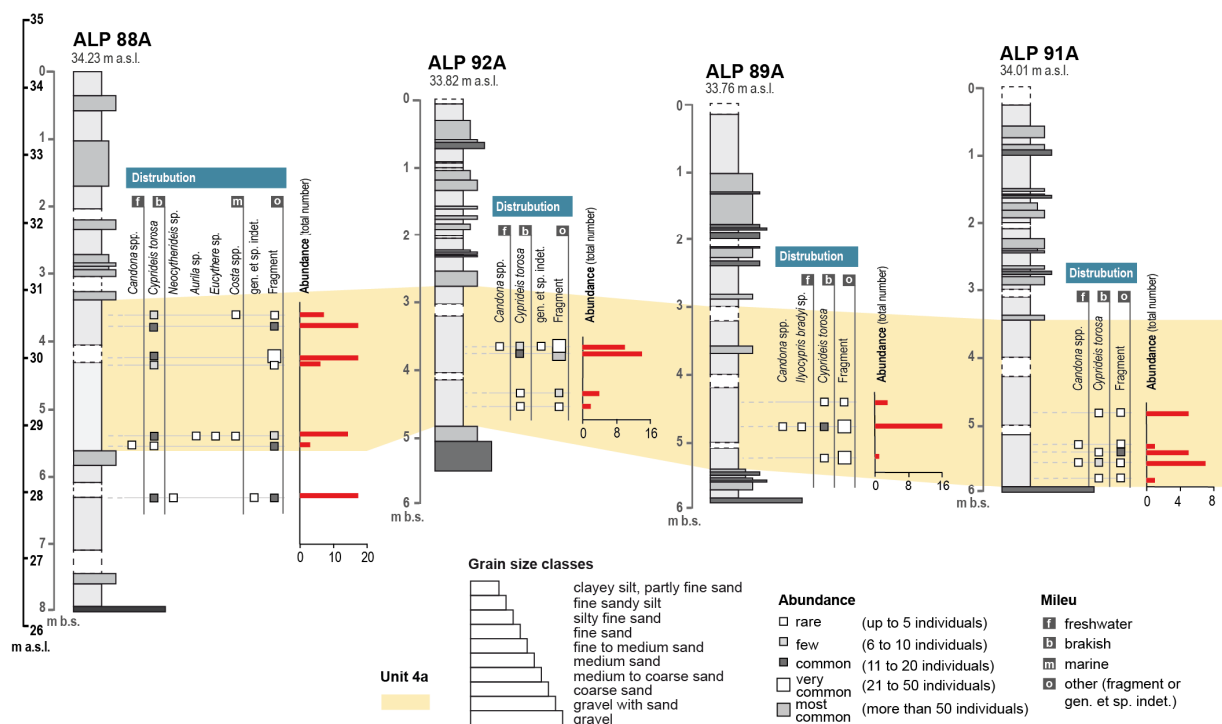 35
34
33
32
31
30
29
28
27
26
m a.s.l.
ALP 88A
34.23 m a.s.l.
0
1
2
3
4
5
6
7
8
m b.s.
Distrubution
f
b
m
o
Candona spp.
Cyprideis torosa
Neocytherideis sp.
Aurila sp.
Eucythere sp.
Costa spp.
gen. et sp. indet.
Fragment
Abundance (total number)
0 10 20
ALP 92A
33.82 m a.s.l.
0
1
2
3
4
5
6
m b.s.
Distrubution
f
b
o
Candona spp.
Cyprideis torosa
gen. et sp. indet.
Fragment
Abundance (total number)
0 8 16
ALP 89A
33.76 m a.s.l.
0
1
2
3
4
5
6
m b.s.
Distrubution
f
b
o
Candona spp.
Ilyocypris bradyi sp.
Cyprideis torosa
Fragment
Abundance (total number)
0 8 16
ALP 91A
34.01 m a.s.l.
0
1
2
3
4
5
6
m b.s.
Distrubution
f
b
o
Candona spp.
Cyprideis torosa
Fragment
Abundance (total number)
0 4 8
Unit 4a
Grain size classes
clayey silt, partly fine sand
fine sandy silt
silty fine sand
fine sand
fine to medium sand
medium sand
medium to coarse sand
coarse sand
gravel with sand
gravel
Abundance
rare (up to 5 individuals)
few (6 to 10 individuals)
common (11 to 20 individuals)
very
common (21 to 50 individuals)
most
common (more than 50 individuals)
Mileu
f freshwater
b brakish
m marine
o other (fragment or
gen. et sp. indet.)